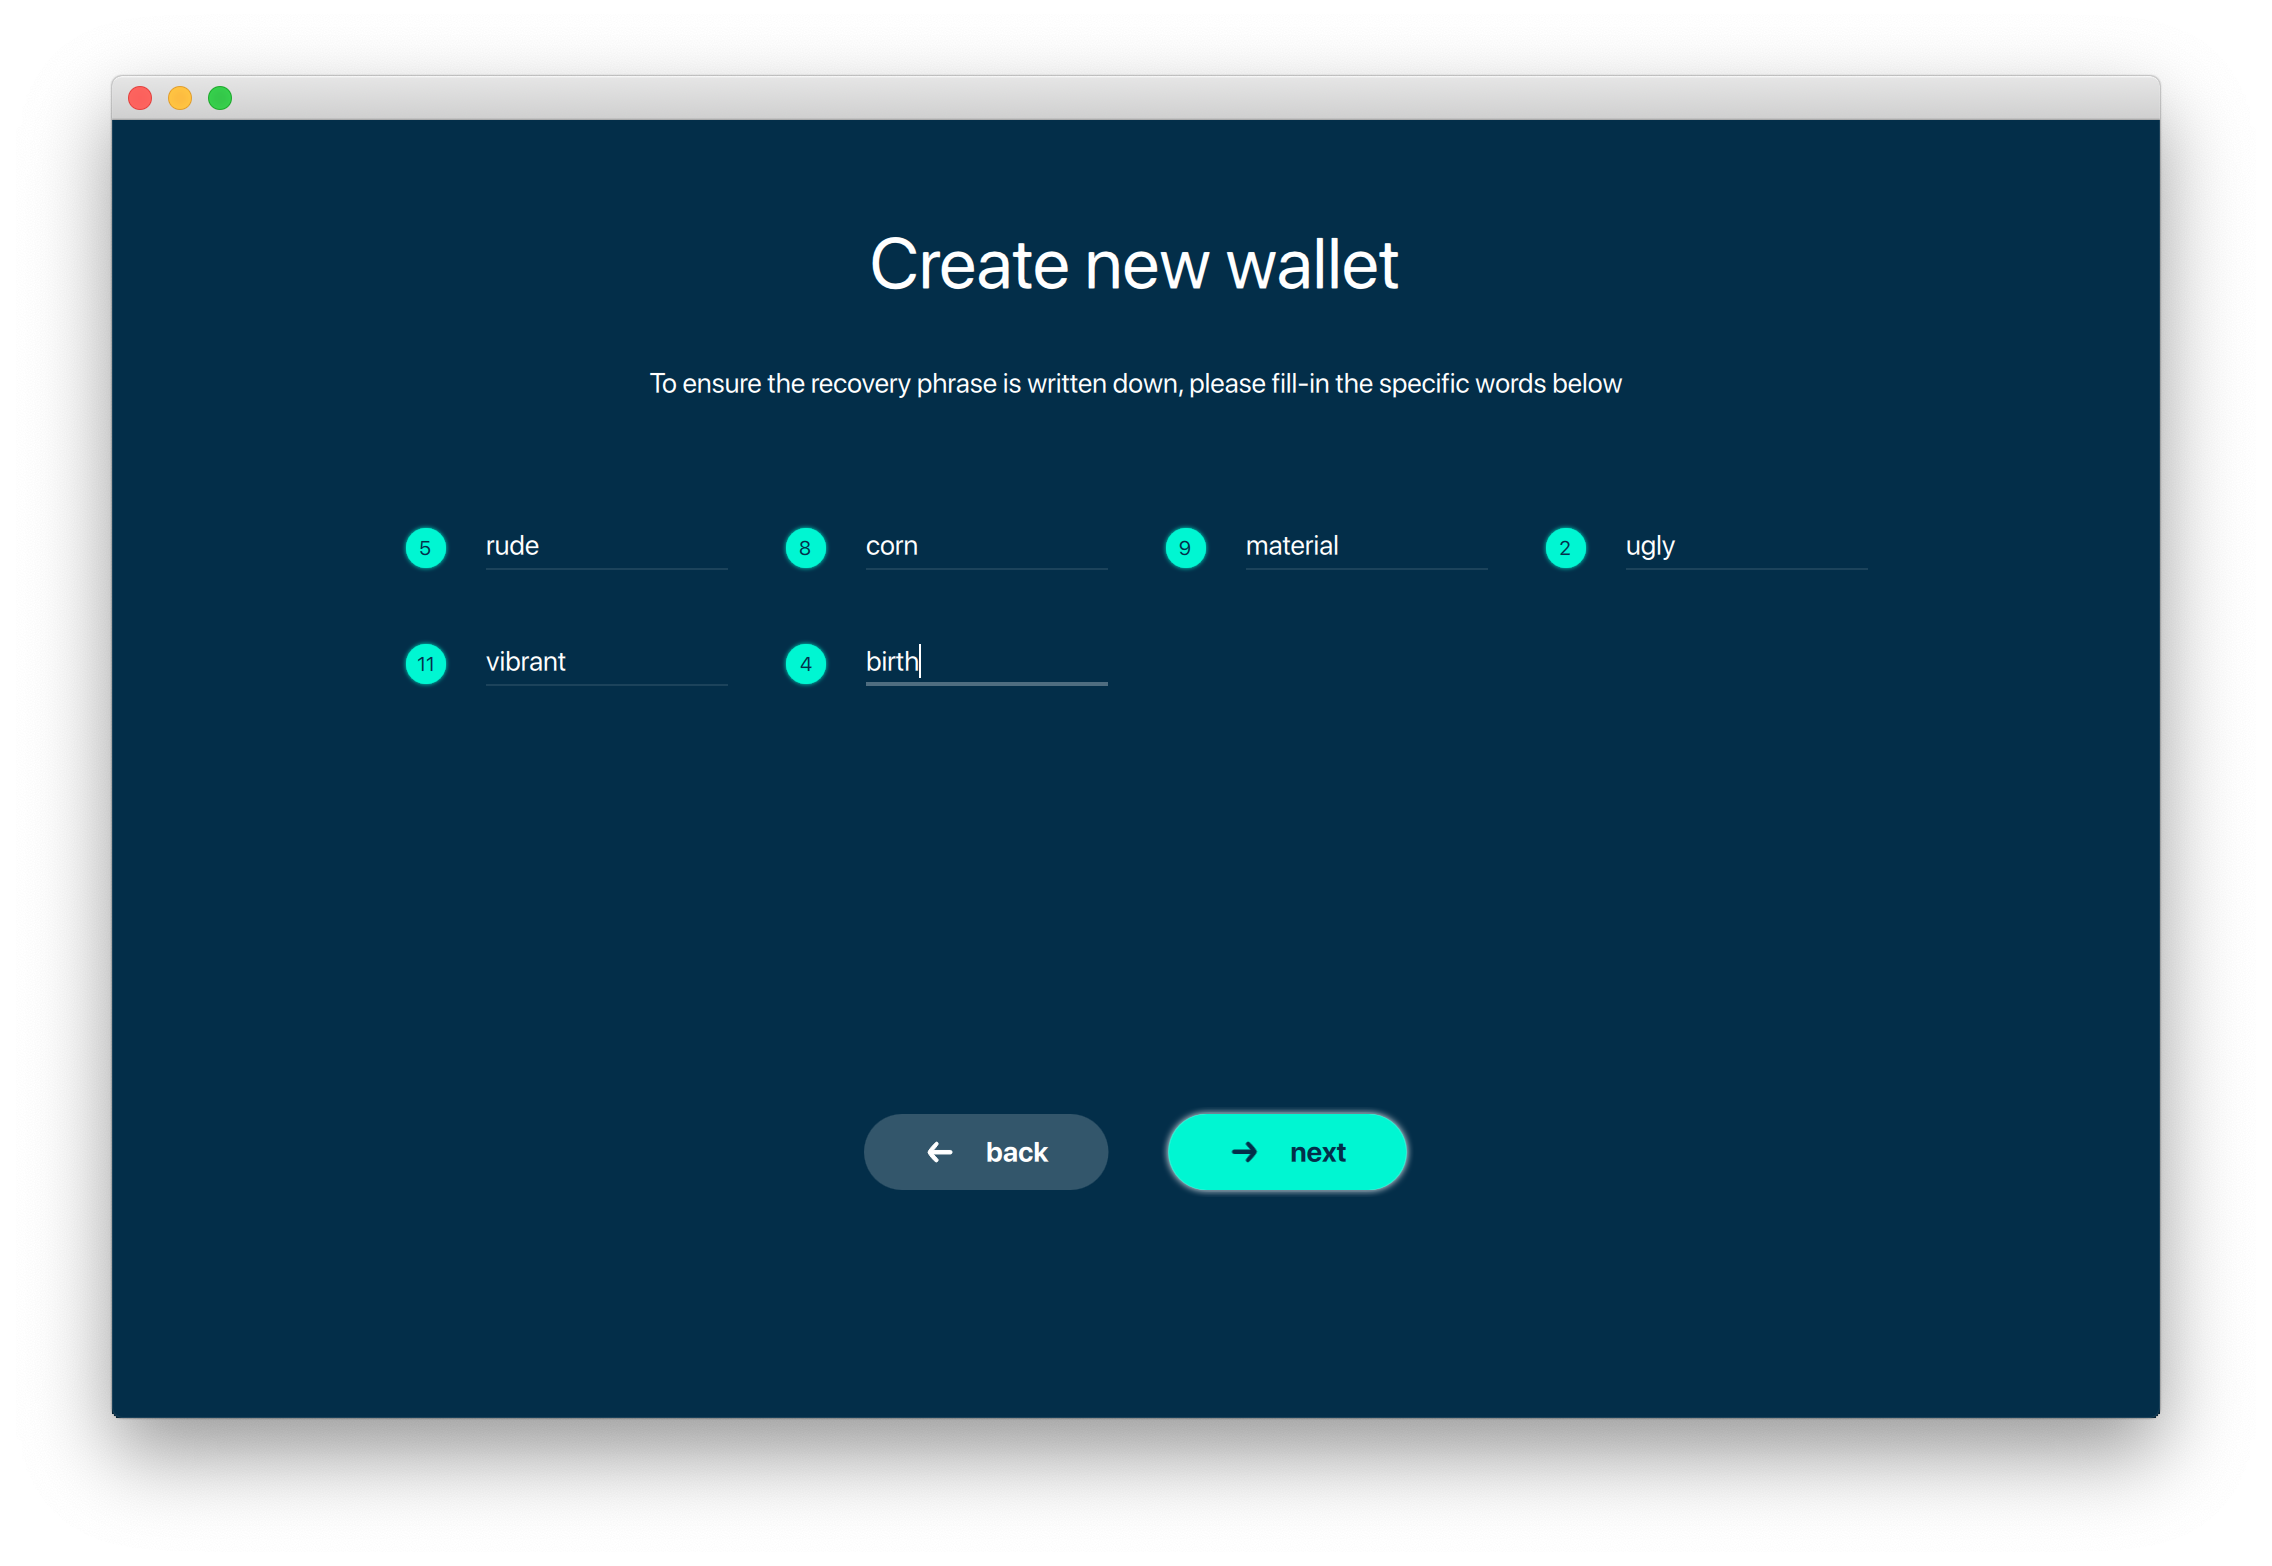 Create new wallet
To ensure the recovery phrase is written down, please fill-in the specific words below
5 rude 8 corn 9 material 2 ugly
11 vibrant 4 birth
back next